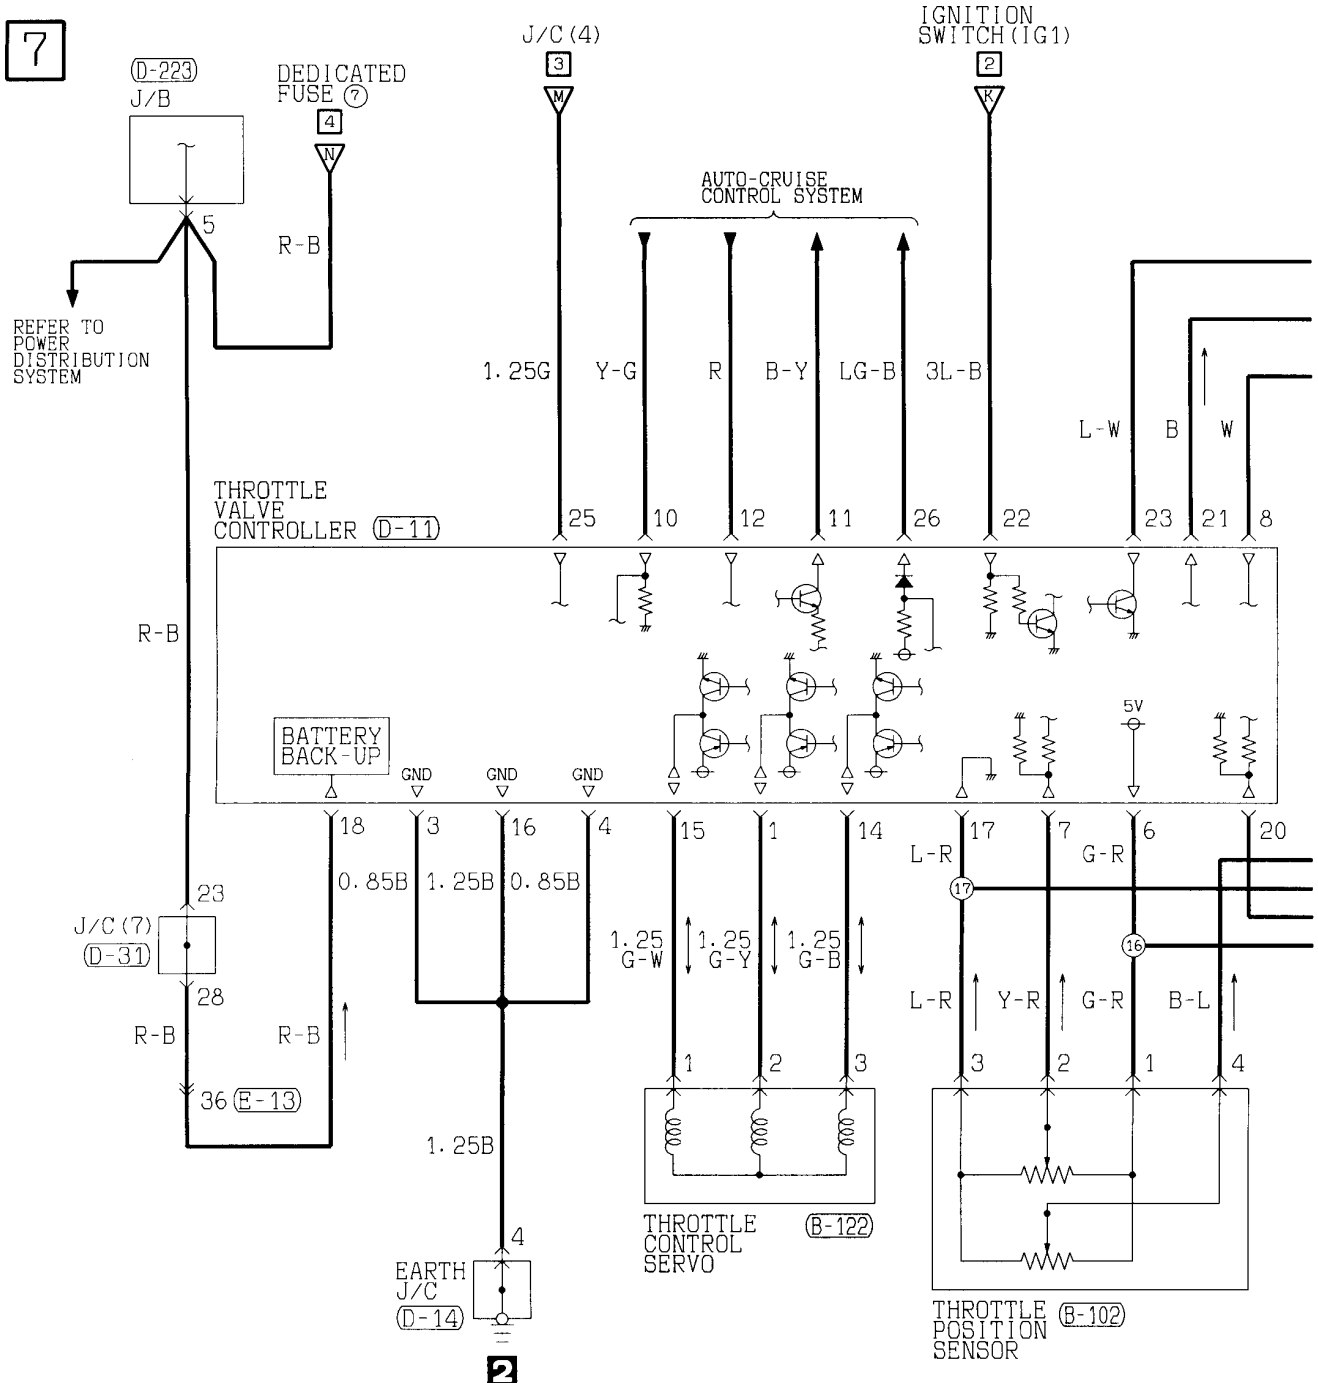 7
(D-223)
J/B
DEDICATED
FUSE 7
4
N
J/C(4)
3
M
IGNITION
SWITCH(IG1)
2
K
AUTO-CRUISE
CONTROL SYSTEM
5
R-B
REFER TO
POWER
DISTRIBUTION
SYSTEM
1.25G
Y-G
R
B-Y
LG-B
3L-B
L-W
B
W
THROTTLE
VALVE
CONTROLLER (D-11)
25
10
12
11
26
22
23
21
8
R-B
BATTERY
BACK-UP
GND
GND
GND
5V
18
3
16
4
15
1
14
17
7
6
20
0.85B
1.25B
0.85B
L-R
G-R
17
16
23
J/C(7)
(D-31)
28
1.25
G-W
1.25
G-Y
1.25
G-B
R-B
R-B
L-R
Y-R
G-R
B-L
36 (E-13)
1
2
3
3
2
1
4
1.25B
4
EARTH
J/C
(D-14)
2
THROTTLE
CONTROL
SERVO
(B-122)
THROTTLE
POSITION
SENSOR
(B-102)